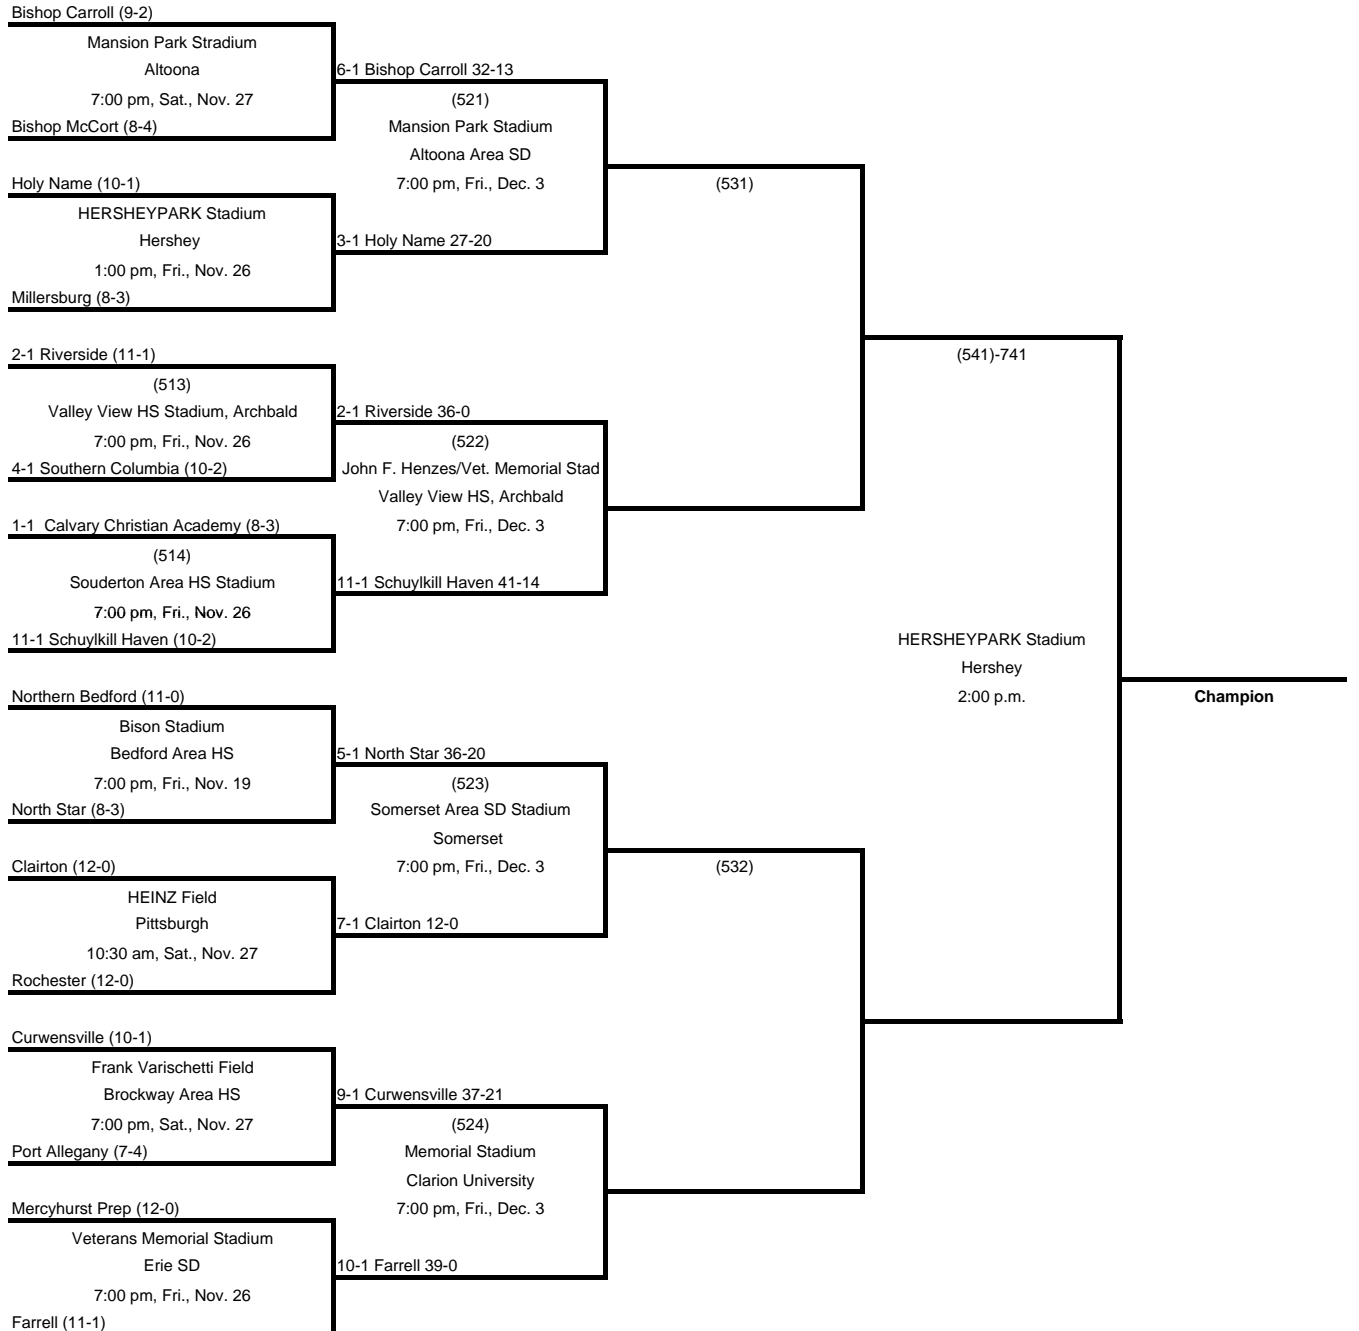 Bishop Carroll (9-2)
Mansion Park Stradium
Altoona
7:00 pm, Sat., Nov. 27
Bishop McCort (8-4)
Holy Name (10-1)
HERSHEYPARK Stadium
Hershey
1:00 pm, Fri., Nov. 26
Millersburg (8-3)
2-1 Riverside (11-1)
(513)
Valley View HS Stadium, Archbald
7:00 pm, Fri., Nov. 26
4-1 Southern Columbia (10-2)
1-1 Calvary Christian Academy (8-3)
(514)
Souderton Area HS Stadium
7:00 pm, Fri., Nov. 26
11-1 Schuylkill Haven (10-2)
Northern Bedford (11-0)
Bison Stadium
Bedford Area HS
7:00 pm, Fri., Nov. 19
North Star (8-3)
Clairton (12-0)
HEINZ Field
Pittsburgh
10:30 am, Sat., Nov. 27
Rochester (12-0)
Curwensville (10-1)
Frank Varischetti Field
Brockway Area HS
7:00 pm, Sat., Nov. 27
Port Allegany (7-4)
Mercyhurst Prep (12-0)
Veterans Memorial Stadium
Erie SD
7:00 pm, Fri., Nov. 26
Farrell (11-1)
6-1 Bishop Carroll 32-13
(521)
Mansion Park Stadium
Altoona Area SD
7:00 pm, Fri., Dec. 3
3-1 Holy Name 27-20
2-1 Riverside 36-0
(522)
John F. Henzes/Vet. Memorial Stad
Valley View HS, Archbald
7:00 pm, Fri., Dec. 3
11-1 Schuylkill Haven 41-14
5-1 North Star 36-20
(523)
Somerset Area SD Stadium
Somerset
7:00 pm, Fri., Dec. 3
7-1 Clairton 12-0
9-1 Curwensville 37-21
(524)
Memorial Stadium
Clarion University
7:00 pm, Fri., Dec. 3
10-1 Farrell 39-0
(531)
(532)
(541)-741
HERSHEYPARK Stadium
Hershey
2:00 p.m.
Champion